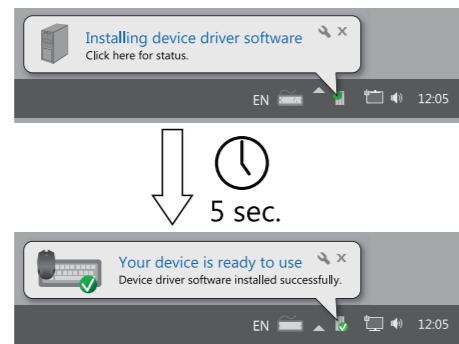 Installing device driver software
Click here for status.
EN 12:05
5 sec.
Your device is ready to use
Device driver software installed successfully.
EN 12:05